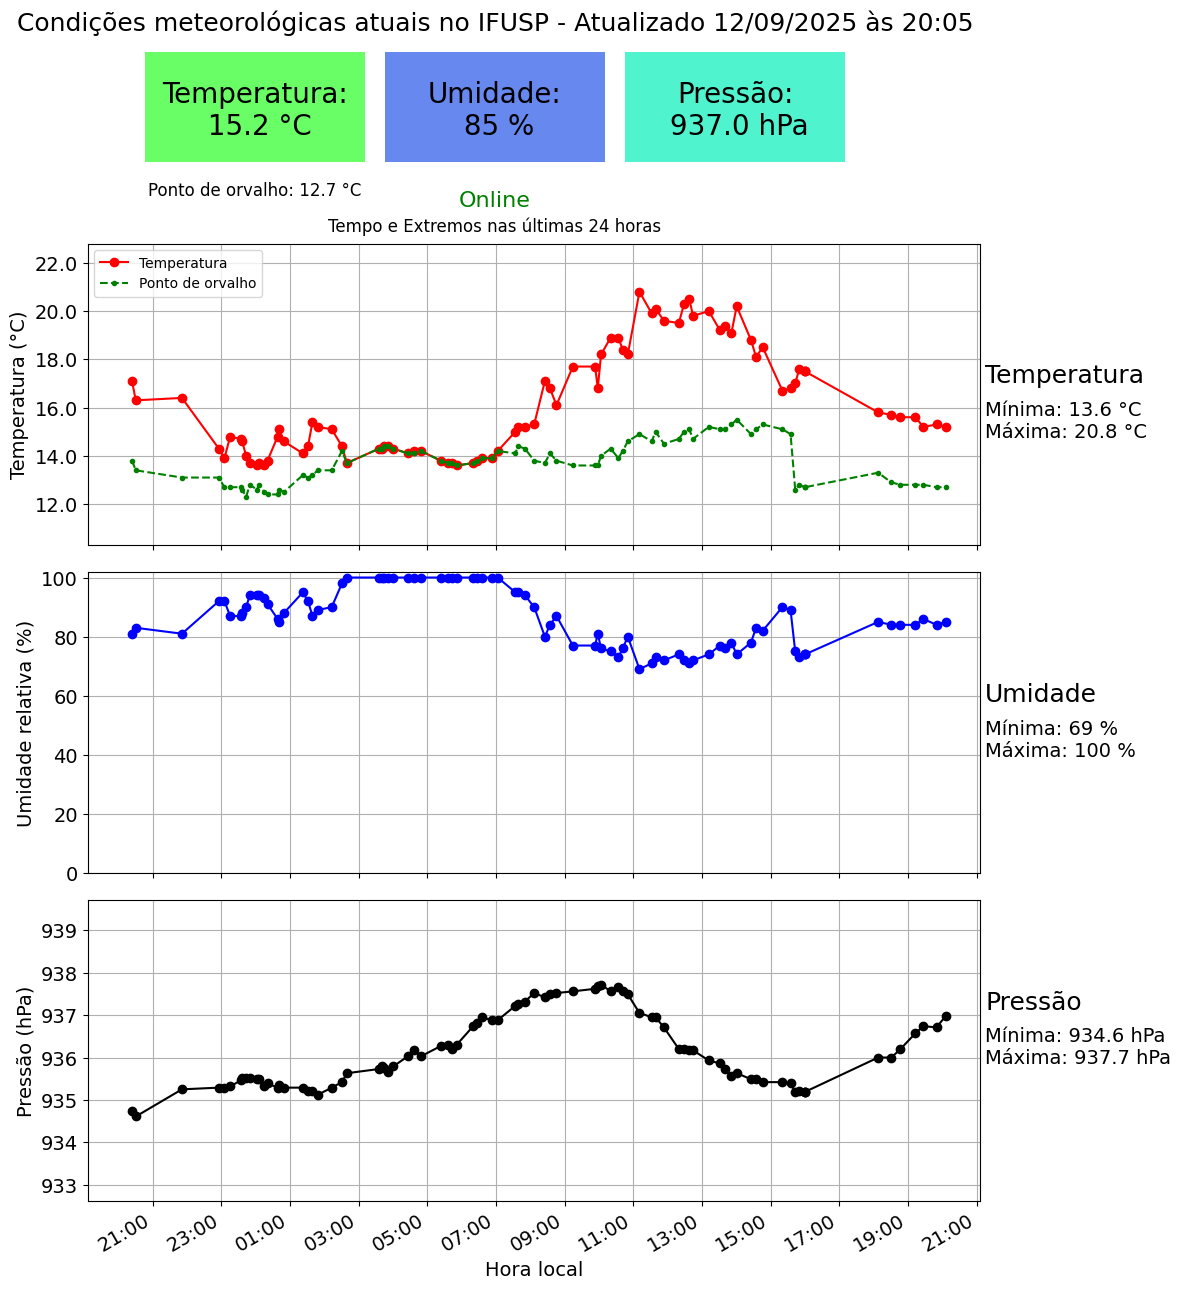 Condições meteorológicas atuais no IFUSP - Atualizado 12/09/2025 às 20:05
Temperatura:
15.2 °C
Umidade:
85 %
Pressão:
937.0 hPa
Ponto de orvalho: 12.7 °C
Online
Tempo e Extremos nas últimas 24 horas
Temperatura
Ponto de orvalho
Temperatura (°C)
22.0
20.0
18.0
16.0
14.0
12.0
Temperatura
Mínima: 13.6 °C
Máxima: 20.8 °C
Umidade relativa (%)
100
80
60
40
20
0
Umidade
Mínima: 69 %
Máxima: 100 %
Pressão (hPa)
939
938
937
936
935
934
933
Pressão
Mínima: 934.6 hPa
Máxima: 937.7 hPa
21:00
23:00
01:00
03:00
05:00
07:00
09:00
11:00
13:00
15:00
17:00
19:00
21:00
Hora local